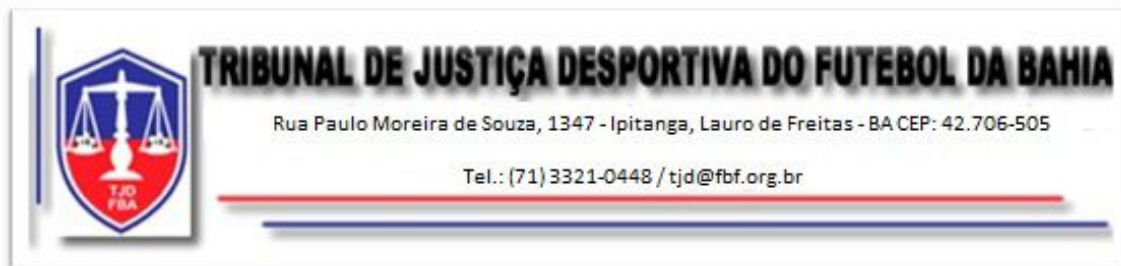 TRIBUNAL DE JUSTIÇA DESPORTIVA DO FUTEBOL DA BAHIA
Rua Paulo Moreira de Souza, 1347 - Ipitanga, Lauro de Freitas - BA CEP: 42.706-505
Tel.: (71) 3321-0448 / tjd@fbf.org.br
TJD
FBA